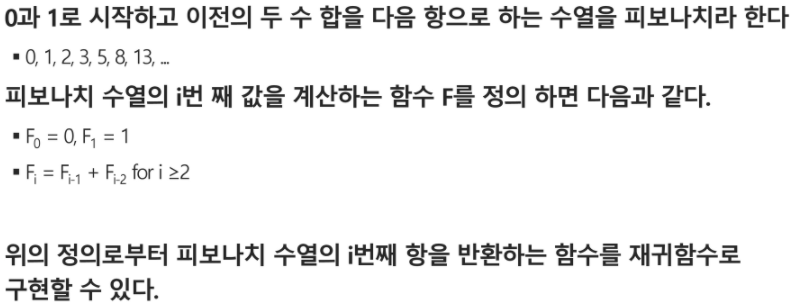 0과 1로 시작하고 이전의 두 수 합을 다음 항으로 하는 수열을 피보나치라 한다
▪ 0, 1, 2, 3, 5, 8, 13, ...
피보나치 수열의 i번 째 값을 계산하는 함수 F를 정의 하면 다음과 같다.
▪ F₀ = 0, F₁ = 1
▪ Fᵢ = Fᵢ₋₁ + Fᵢ₋₂ for i ≥2
위의 정의로부터 피보나치 수열의 i번째 항을 반환하는 함수를 재귀함수로
구현할 수 있다.